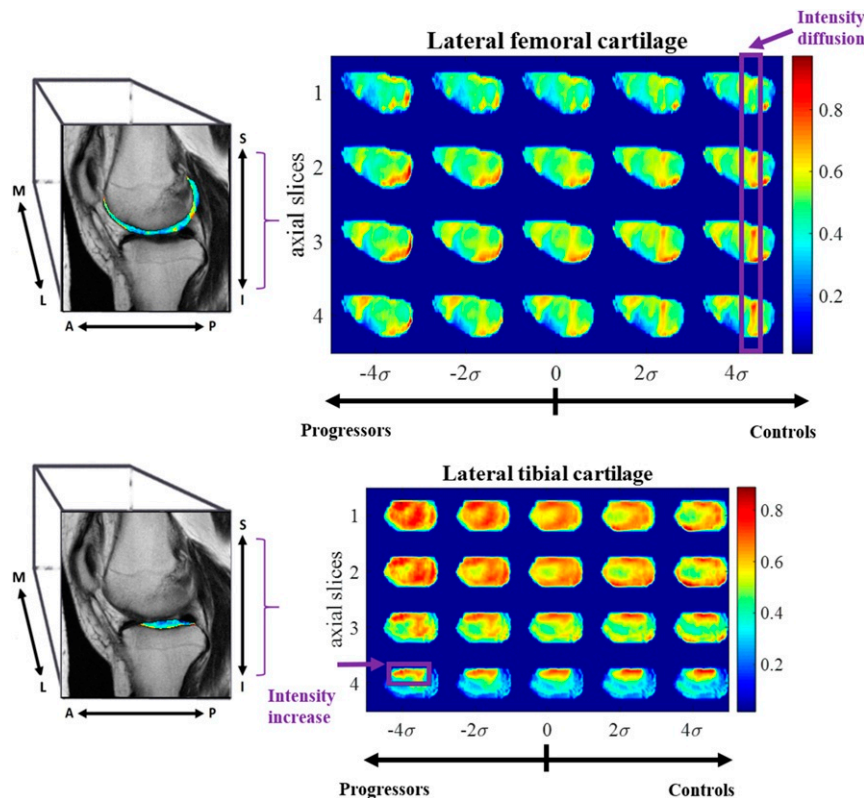 Intensity
diffusion
Lateral femoral cartilage
S
M
L
I
A
P
axial slices
1
2
3
4
0.8
0.6
0.4
0.2
-4σ -2σ 0 2σ 4σ
Progressors Controls
Lateral tibial cartilage
S
M
L
I
A
P
axial slices
1
2
3
4
0.8
0.6
0.4
0.2
Intensity
increase
-4σ -2σ 0 2σ 4σ
Progressors Controls